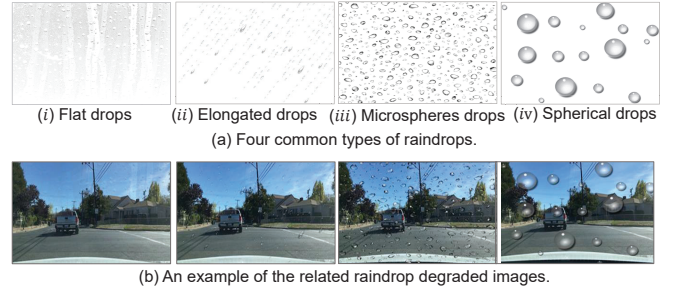 (i) Flat drops (ii) Elongated drops (iii) Microspheres drops (iv) Spherical drops
(a) Four common types of raindrops.
(b) An example of the related raindrop degraded images.